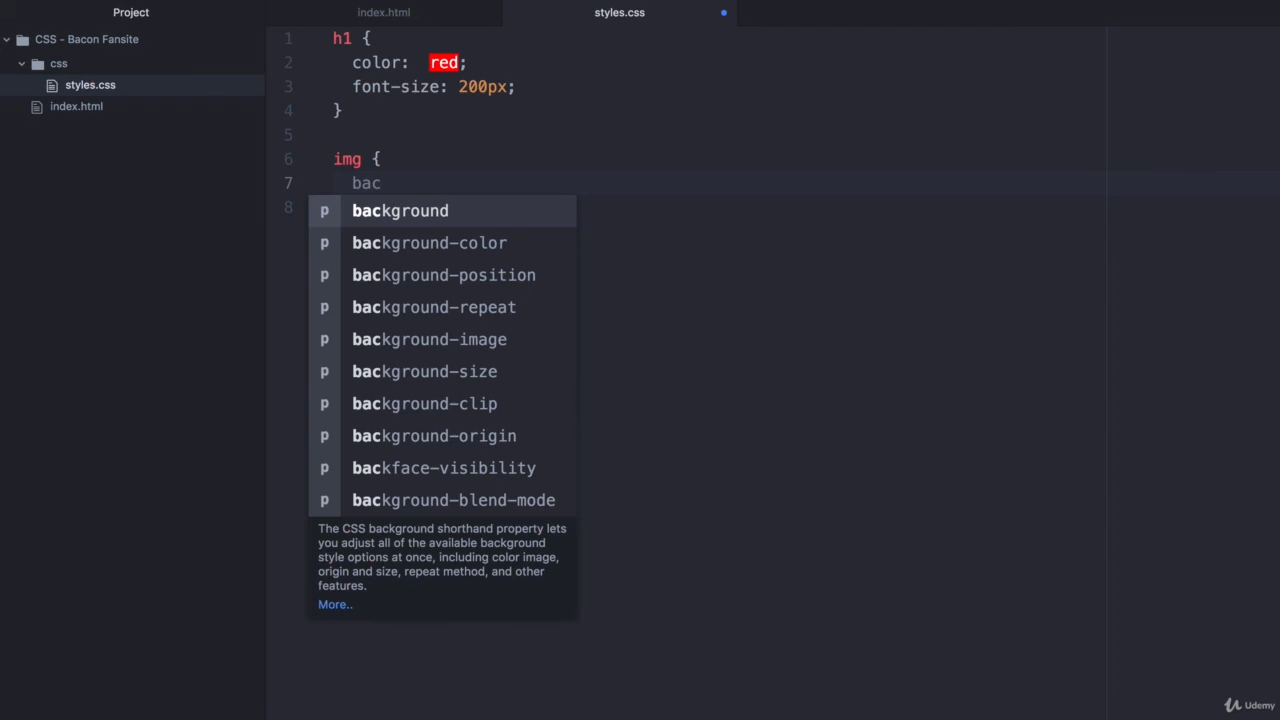 Project
index.html
styles.css
CSS - Bacon Fansite
css
styles.css
index.html
1 h1 {
2 color: red;
3 font-size: 200px;
4 }
5
6 img {
7 bac
8
p background
p background-color
p background-position
p background-repeat
p background-image
p background-size
p background-clip
p background-origin
p backface-visibility
p background-blend-mode
The CSS background shorthand property lets
you adjust all of the available background
style options at once, including color image,
origin and size, repeat method, and other
features.
More..
Udemy